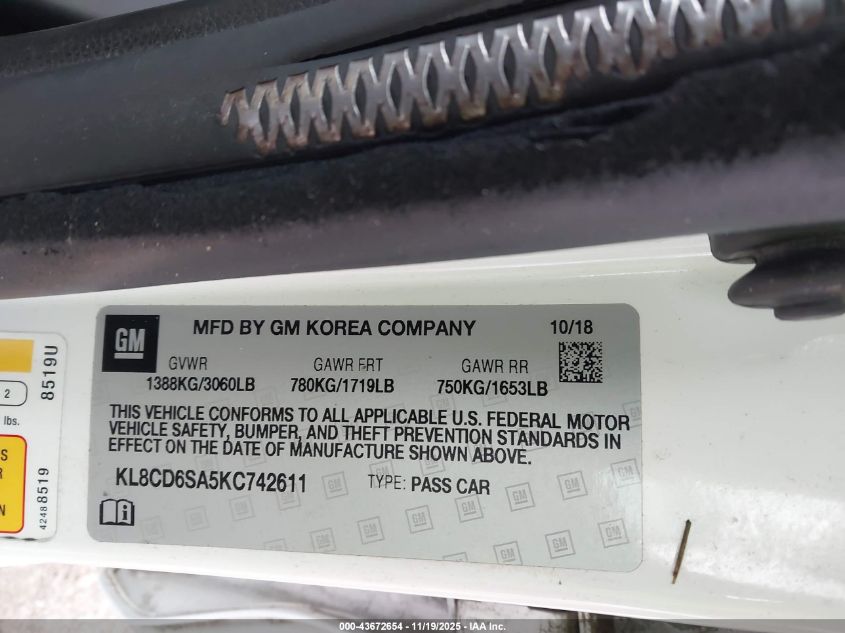 GM
MFD BY GM KOREA COMPANY 10/18
GVWR GAWR FRT GAWR RR
1388KG/3060LB 780KG/1719LB 750KG/1653LB
THIS VEHICLE CONFORMS TO ALL APPLICABLE U.S. FEDERAL MOTOR
VEHICLE SAFETY, BUMPER, AND THEFT PREVENTION STANDARDS IN
EFFECT ON THE DATE OF MANUFACTURE SHOWN ABOVE.
KL8CD6SA5KC742611 TYPE: PASS CAR
8519U
2
lbs.
42488519
000-43672654 - 11/19/2025 - IAA Inc.